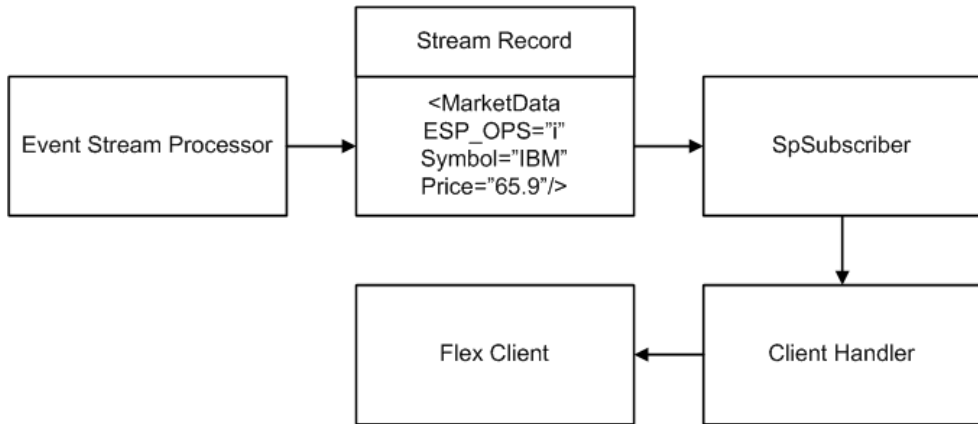 Stream Record
Event Stream Processor
<MarketData
ESP_OPS=”i”
Symbol=”IBM”
Price=”65.9”/>
SpSubscriber
Flex Client
Client Handler